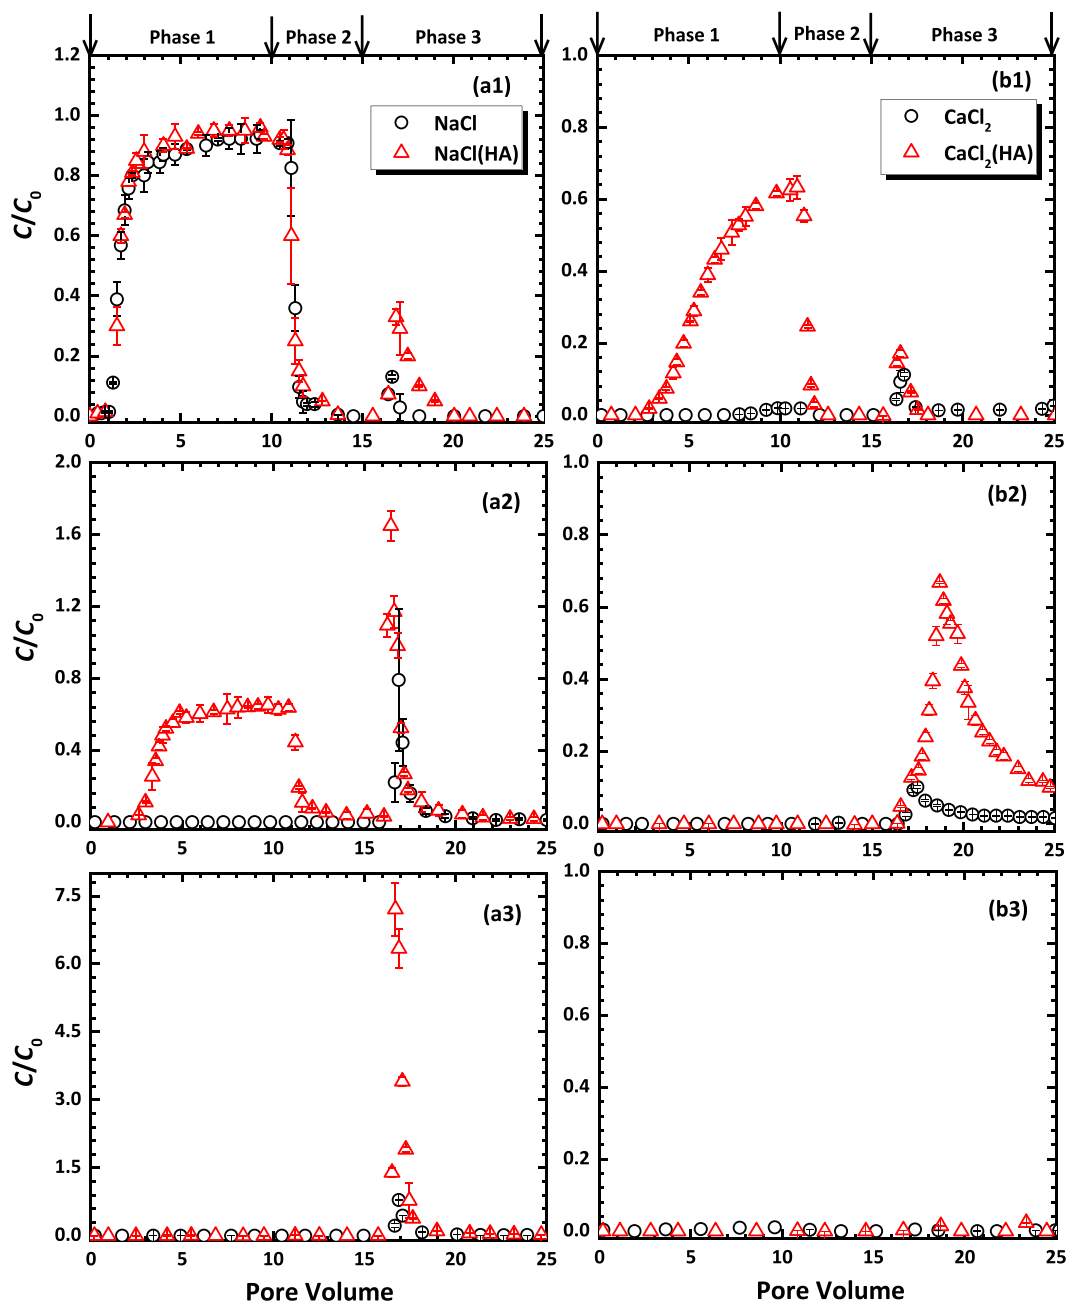 Phase 1 Phase 2 Phase 3 Phase 1 Phase 2 Phase 3
1.2 1.0 0.8 0.6 0.4 0.2 0.0
C/C₀
(a1)
NaCl
NaCl(HA)
0 5 10 15 20 25
1.0 0.8 0.6 0.4 0.2 0.0
(b1)
CaCl₂
CaCl₂(HA)
0 5 10 15 20 25
2.0 1.6 1.2 0.8 0.4 0.0
C/C₀
(a2)
0 5 10 15 20 25
1.0 0.8 0.6 0.4 0.2 0.0
(b2)
0 5 10 15 20 25
7.5 6.0 4.5 3.0 1.5 0.0
C/C₀
(a3)
0 5 10 15 20 25
Pore Volume
1.0 0.8 0.6 0.4 0.2 0.0
(b3)
0 5 10 15 20 25
Pore Volume